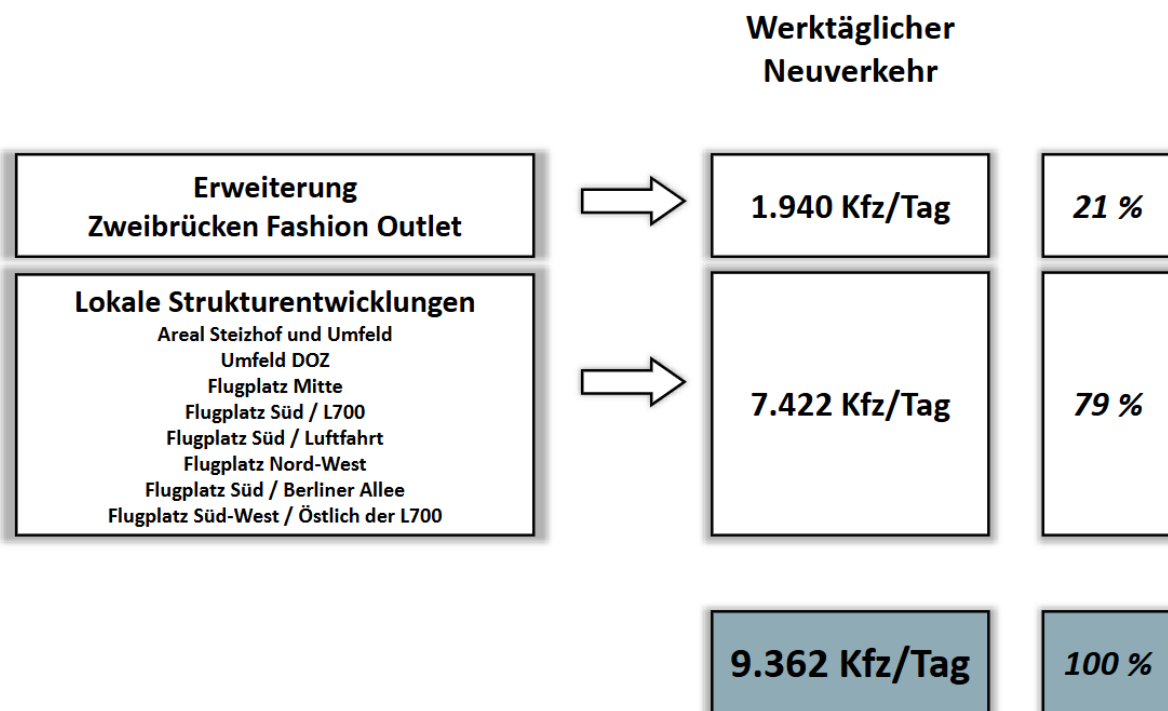 Werktäglicher
Neuverkehr
Erweiterung
Zweibrücken Fashion Outlet
1.940 Kfz/Tag
21 %
Lokale Strukturentwicklungen
Areal Steizhof und Umfeld
Umfeld DOZ
Flugplatz Mitte
Flugplatz Süd / L700
Flugplatz Süd / Luftfahrt
Flugplatz Nord-West
Flugplatz Süd / Berliner Allee
Flugplatz Süd-West / Östlich der L700
7.422 Kfz/Tag
79 %
9.362 Kfz/Tag
100 %